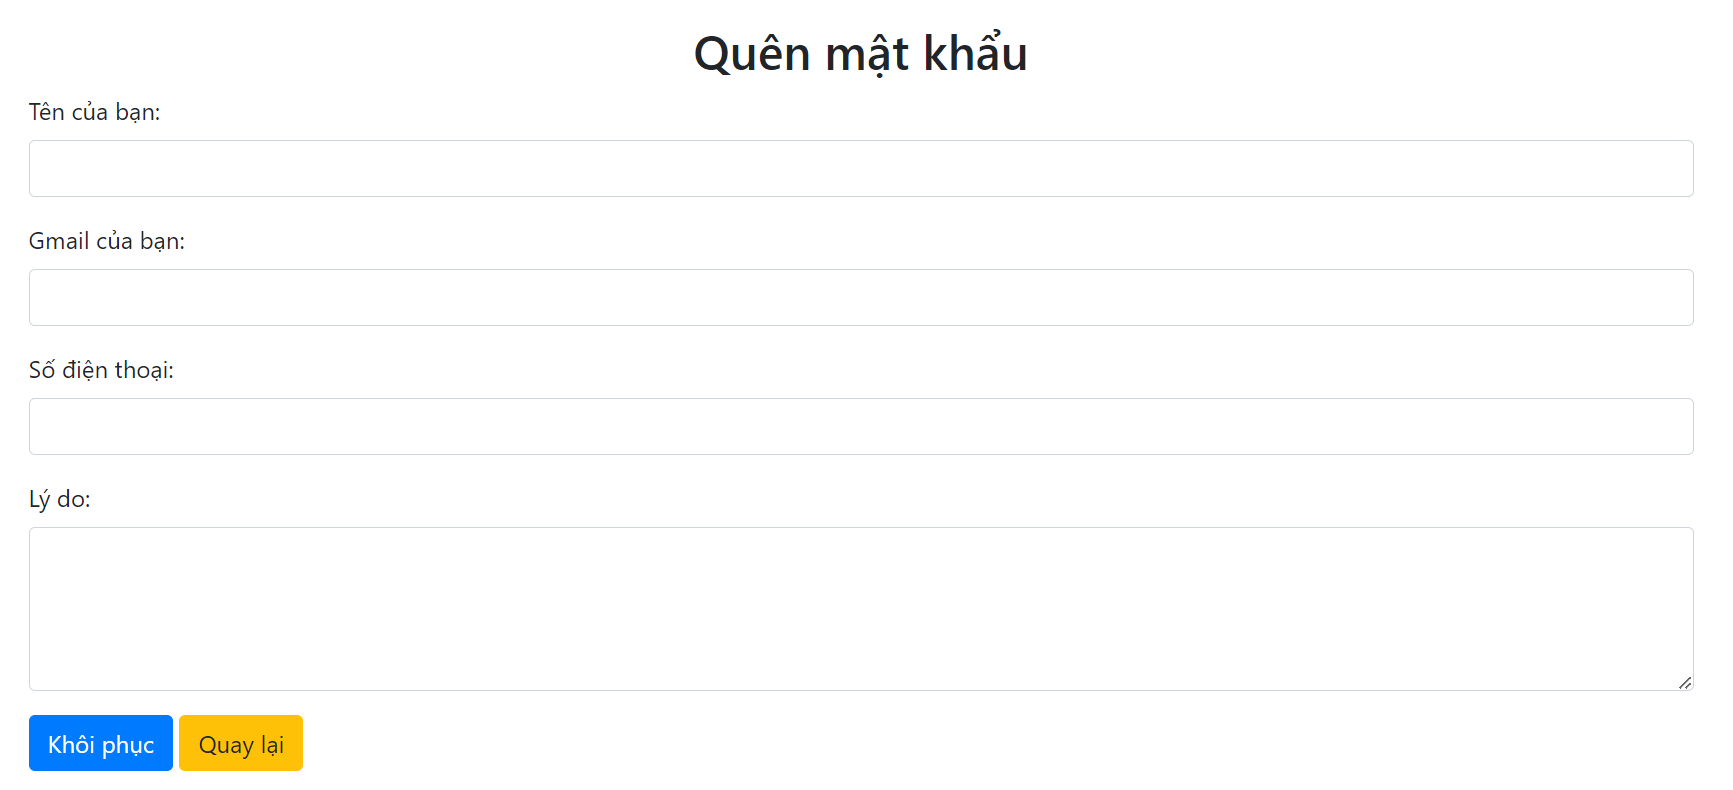 Quên mật khẩu
Tên của bạn:
Gmail của bạn:
Số điện thoại:
Lý do:
Khôi phục Quay lại